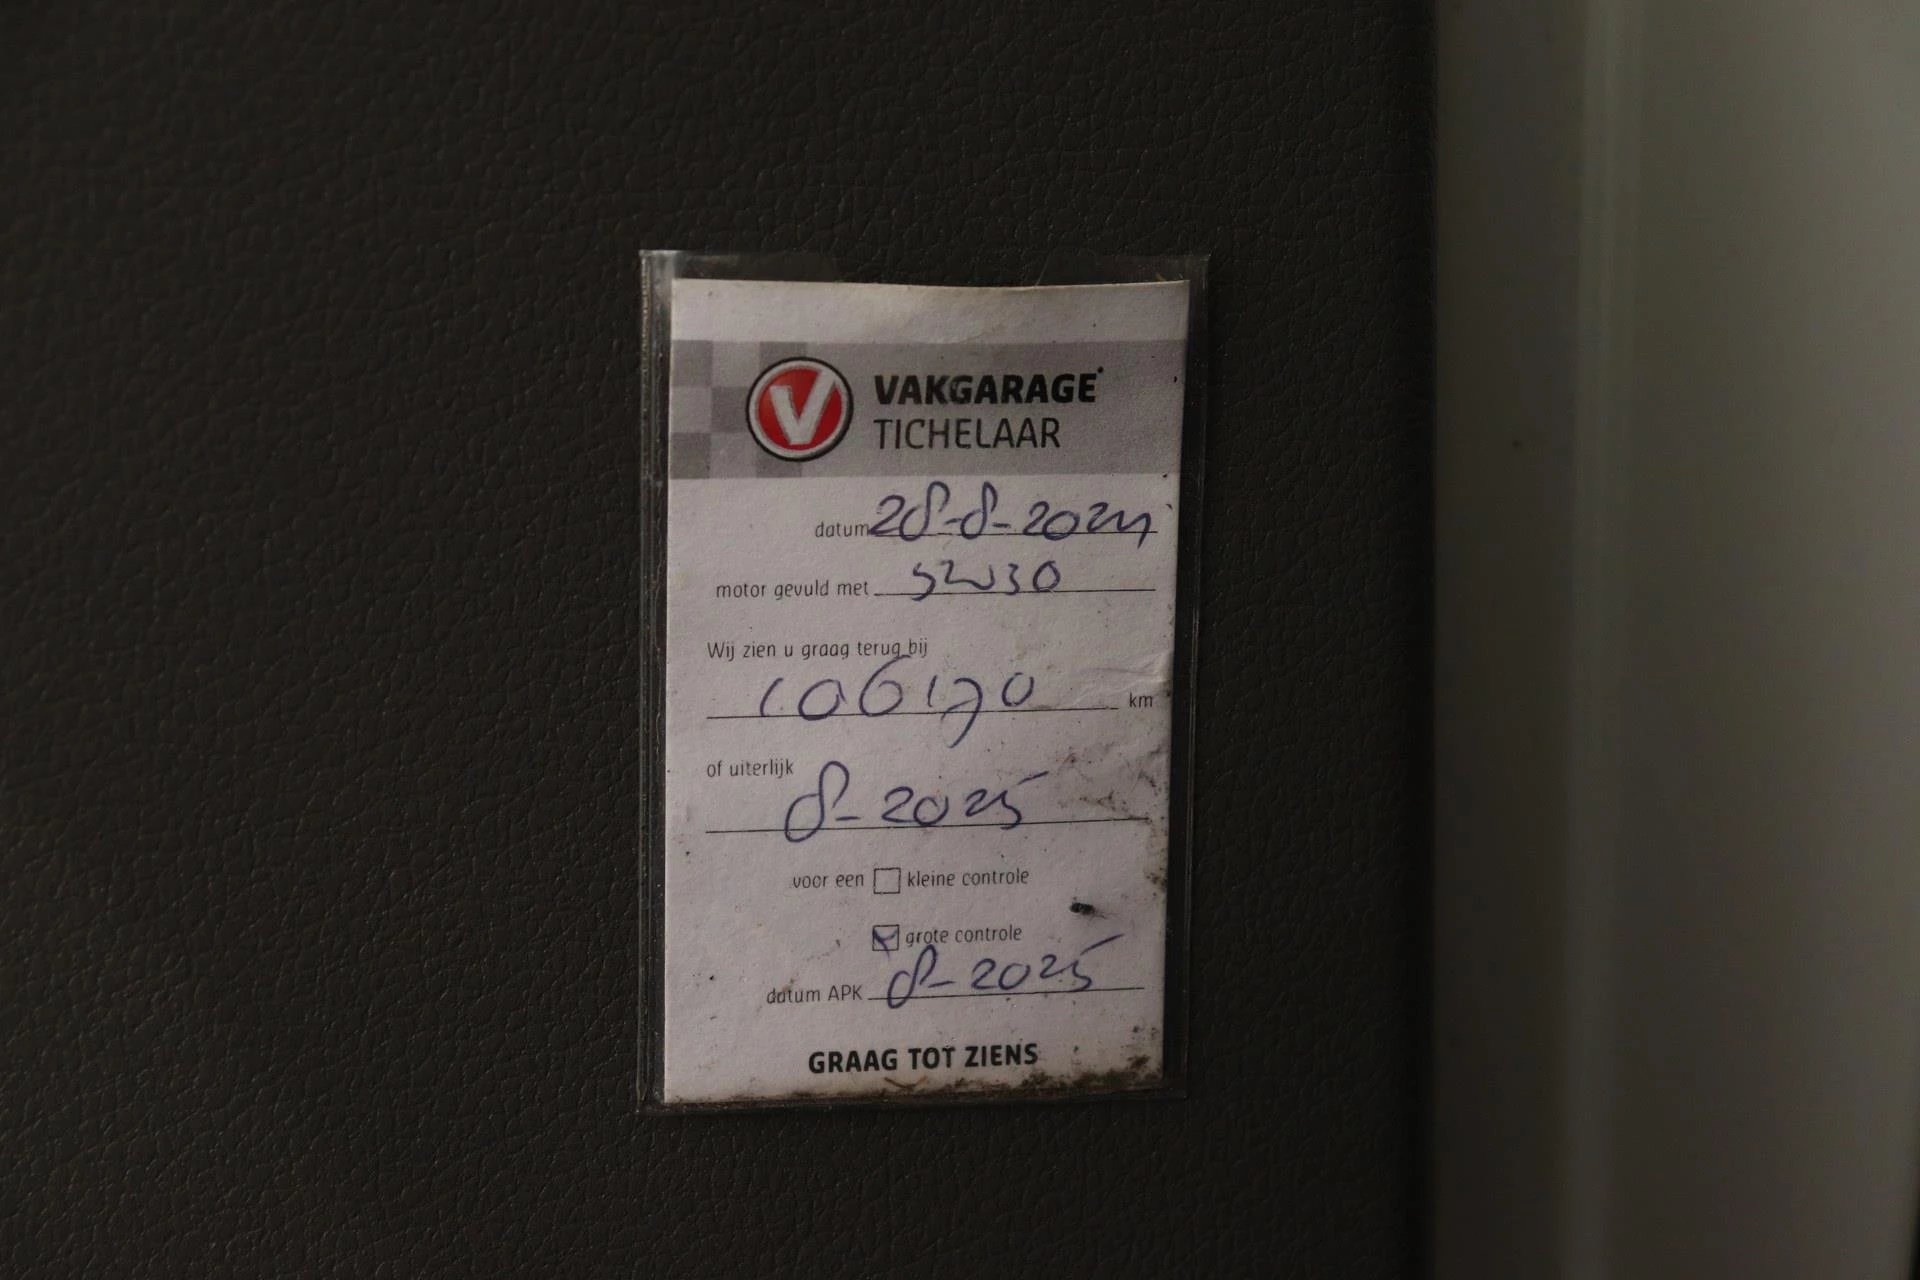 VAKGARAGE
TICHELAAR
datum 28-8-2024
motor gevuld met 5W30
Wij zien u graag terug bij
106170 km
of uiterlijk
8-2025
voor een kleine controle
grote controle
datum APK 8-2025
GRAAG TOT ZIENS